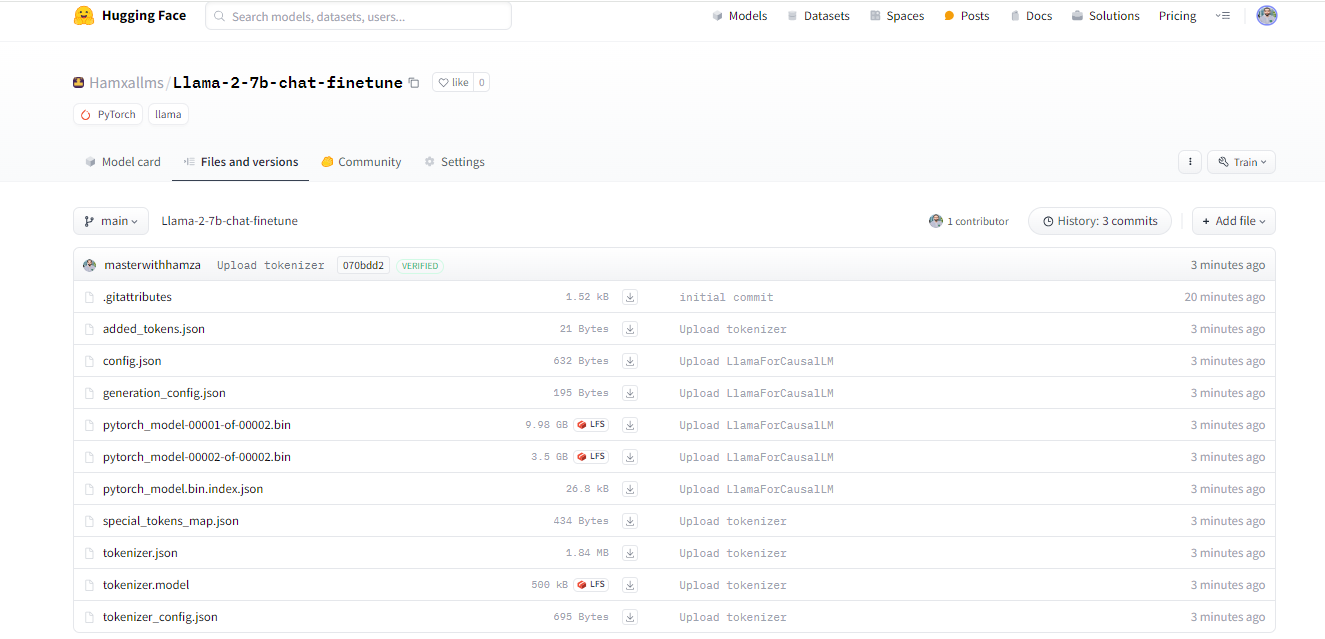 Hugging Face Search models, datasets, users... Models Datasets Spaces Posts Docs Solutions Pricing
Hamxallms/Llama-2-7b-chat-finetune like 0
PyTorch llama
Model card Files and versions Community Settings Train
main Llama-2-7b-chat-finetune 1 contributor History: 3 commits + Add file
masterwithhamza Upload tokenizer 070bdd2 VERIFIED 3 minutes ago
.gitattributes 1.52 kB initial commit 20 minutes ago
added_tokens.json 21 Bytes Upload tokenizer 3 minutes ago
config.json 632 Bytes Upload LlamaForCausalLM 3 minutes ago
generation_config.json 195 Bytes Upload LlamaForCausalLM 3 minutes ago
pytorch_model-00001-of-00002.bin 9.98 GB LFS Upload LlamaForCausalLM 3 minutes ago
pytorch_model-00002-of-00002.bin 3.5 GB LFS Upload LlamaForCausalLM 3 minutes ago
pytorch_model.bin.index.json 26.8 kB Upload LlamaForCausalLM 3 minutes ago
special_tokens_map.json 434 Bytes Upload tokenizer 3 minutes ago
tokenizer.json 1.84 MB Upload tokenizer 3 minutes ago
tokenizer.model 500 kB LFS Upload tokenizer 3 minutes ago
tokenizer_config.json 695 Bytes Upload tokenizer 3 minutes ago